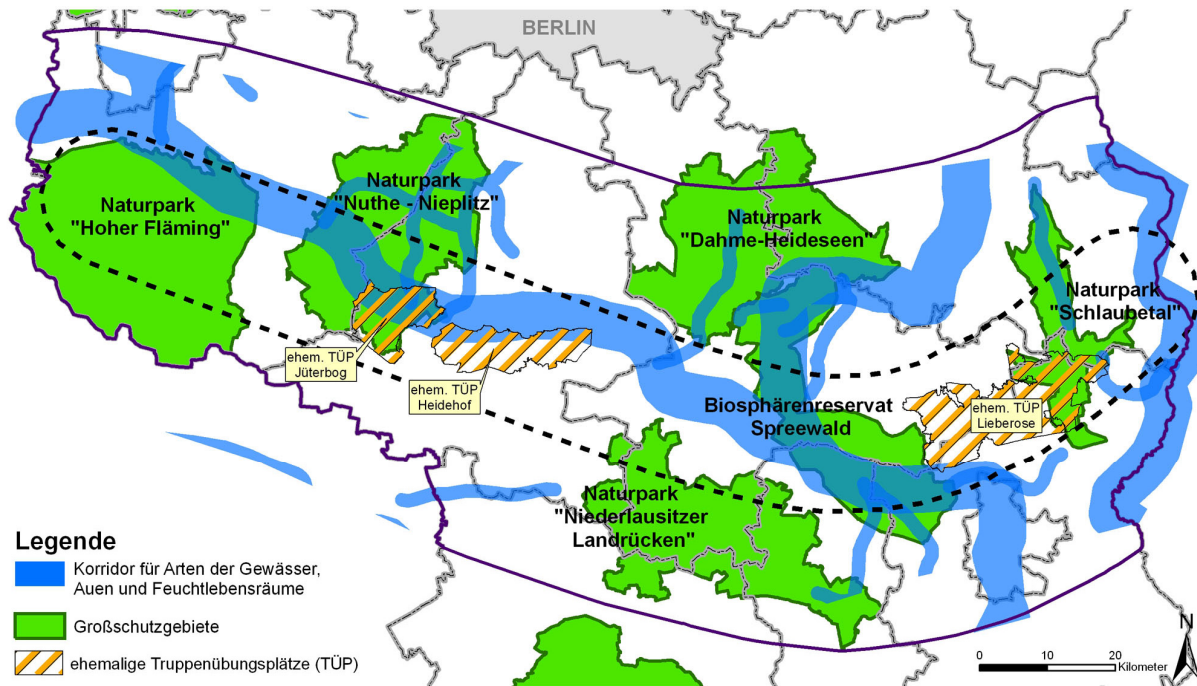 BERLIN
Naturpark
"Hoher Fläming"
Naturpark
"Nuthe - Nieplitz"
Naturpark
"Dahme-Heideseen"
Naturpark
"Schlaubetal"
ehem. TÜP
Jüterbog
ehem. TÜP
Heidehof
Biosphärenreservat
Spreewald
ehem. TÜP
Lieberose
Naturpark
"Niederlausitzer
Landrücken"
Legende
Korridor für Arten der Gewässer,
Auen und Feuchtlebensräume
Großschutzgebiete
ehemalige Truppenübungsplätze (TÜP)
N
0 10 20
Kilometer